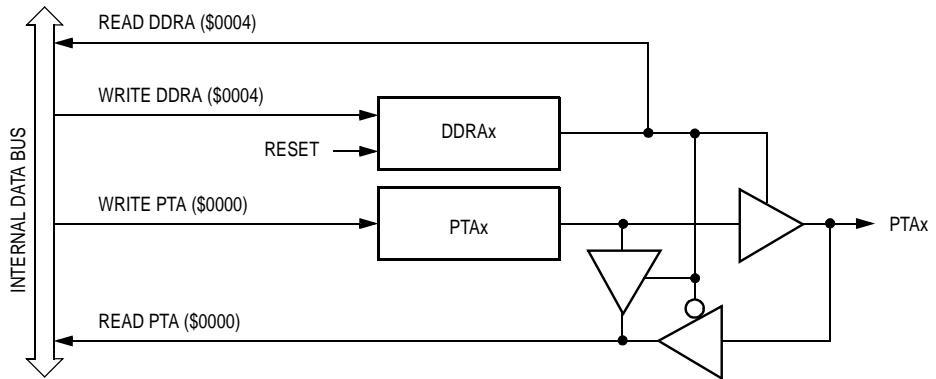 READ DDRA ($0004)
WRITE DDRA ($0004)
DDRAx
RESET
INTERNAL DATA BUS
WRITE PTA ($0000)
PTAx
PTAx
READ PTA ($0000)